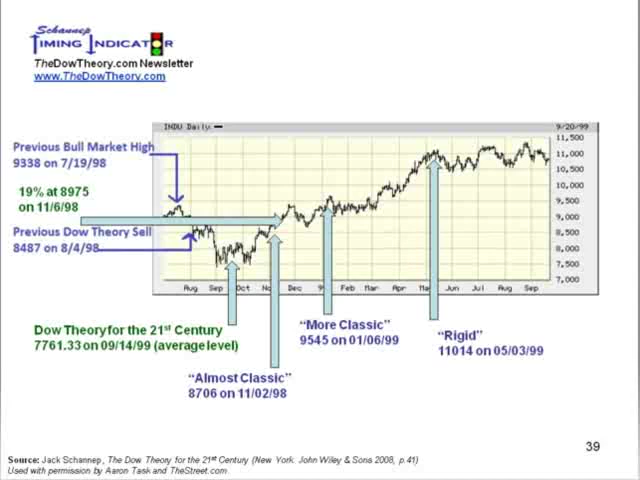 Schannep
TIMING INDICATOR
TheDowTheory.com Newsletter
www.TheDowTheory.com
INDU Daily
9/20/99
11,500
11,000
10,500
10,000
9,500
9,000
8,500
8,000
7,500
7,000
Aug Sep Oct Nov Dec 99 Feb Mar Apr May Jun Jul Aug Sep
Previous Bull Market High
9338 on 7/19/98
19% at 8975
on 11/6/98
Previous Dow Theory Sell
8487 on 8/4/98
Dow Theory for the 21st Century
7761.33 on 09/14/99 (average level)
“Almost Classic”
8706 on 11/02/98
“More Classic”
9545 on 01/06/99
“Rigid”
11014 on 05/03/99
39
Source: Jack Schannep, The Dow Theory for the 21st Century (New York: John Wiley & Sons 2008, p.41)
Used with permission by Aaron Task and TheStreet.com